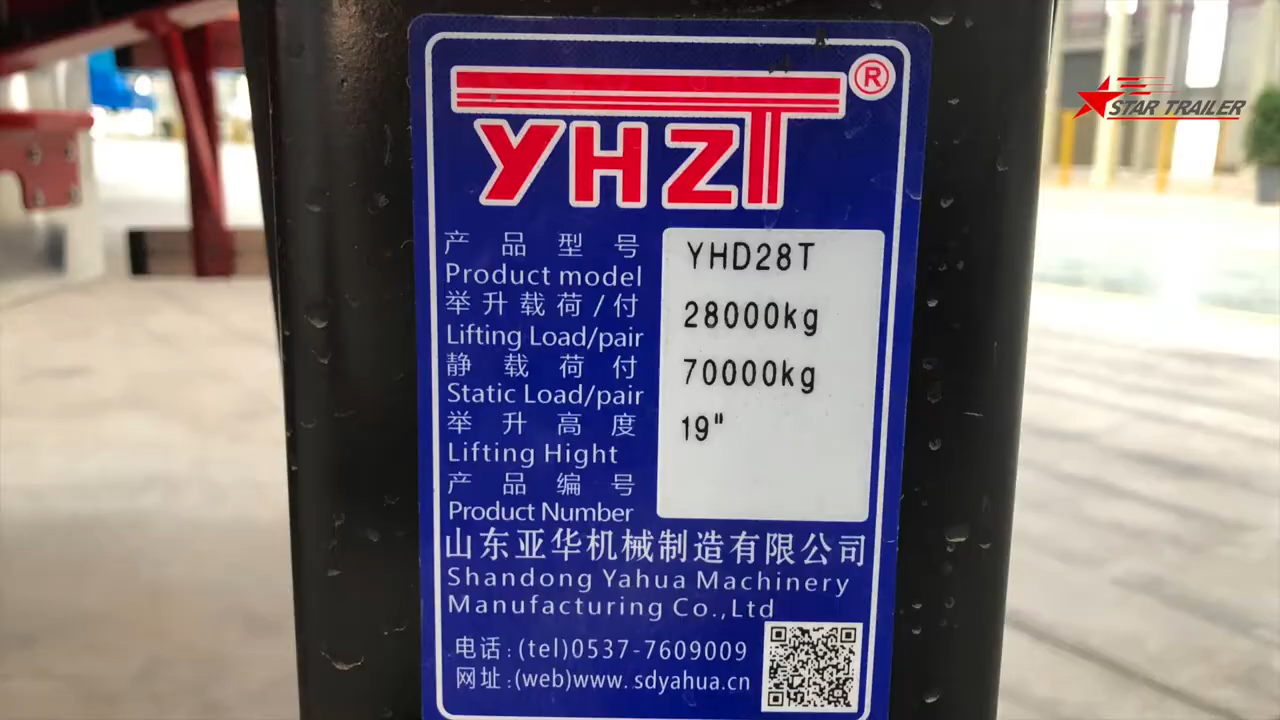 YHZT®
STAR TRAILER
产品型号 YHD28T
Product model
举升载荷/付 28000kg
Lifting Load/pair
静载荷付 70000kg
Static Load/pair
举升高度 19"
Lifting Hight
产品编号
Product Number
山东亚华机械制造有限公司
Shandong Yahua Machinery
Manufacturing Co.,Ltd
电话:(tel)0537-7609009
网址:(web)www.sdyahua.cn